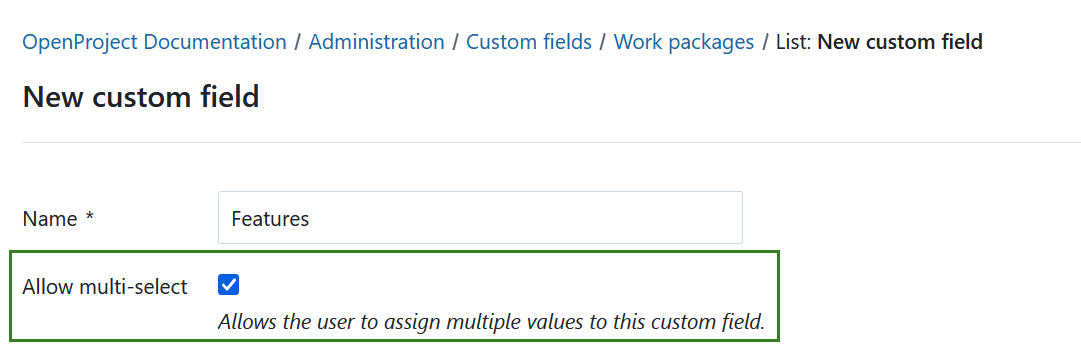 OpenProject Documentation / Administration / Custom fields / Work packages / List: New custom field
New custom field
Name *
Features
Allow multi-select
Allows the user to assign multiple values to this custom field.